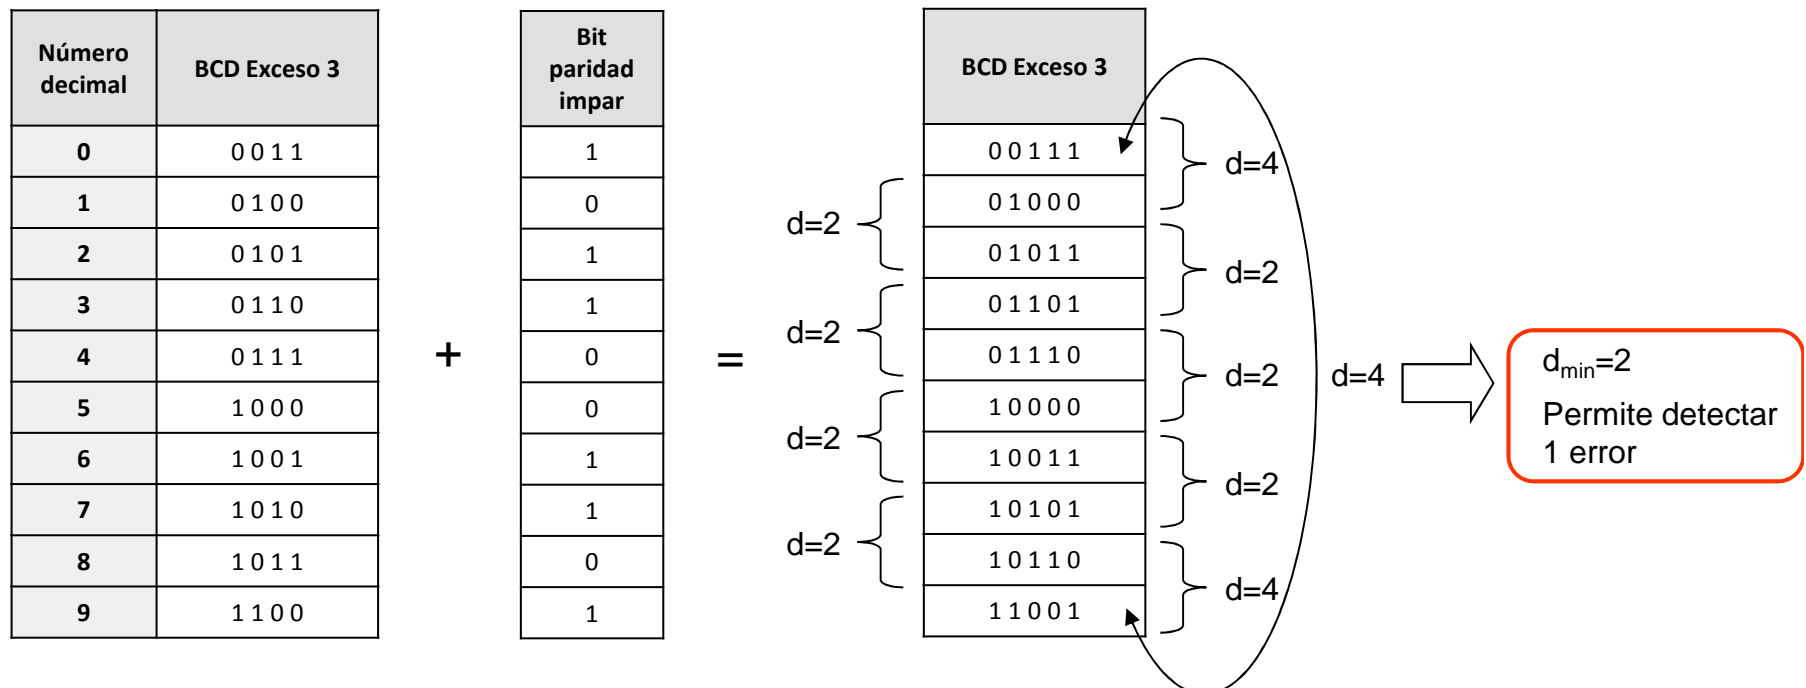 Número decimal BCD Exceso 3
0 0 0 1 1
1 0 1 0 0
2 0 1 0 1
3 0 1 1 0
4 0 1 1 1
5 1 0 0 0
6 1 0 0 1
7 1 0 1 0
8 1 0 1 1
9 1 1 0 0
+
Bit
paridad
impar
1
0
1
1
0
0
1
1
0
1
=
BCD Exceso 3
0 0 1 1 1
0 1 0 0 0
0 1 0 1 1
0 1 1 0 1
0 1 1 1 0
1 0 0 0 0
1 0 0 1 1
1 0 1 0 1
1 0 1 1 0
1 1 0 0 1
d=2
d=2
d=2
d=2
d=4
d=2
d=2
d=2
d=4
d=4
dmin=2
Permite detectar
1 error